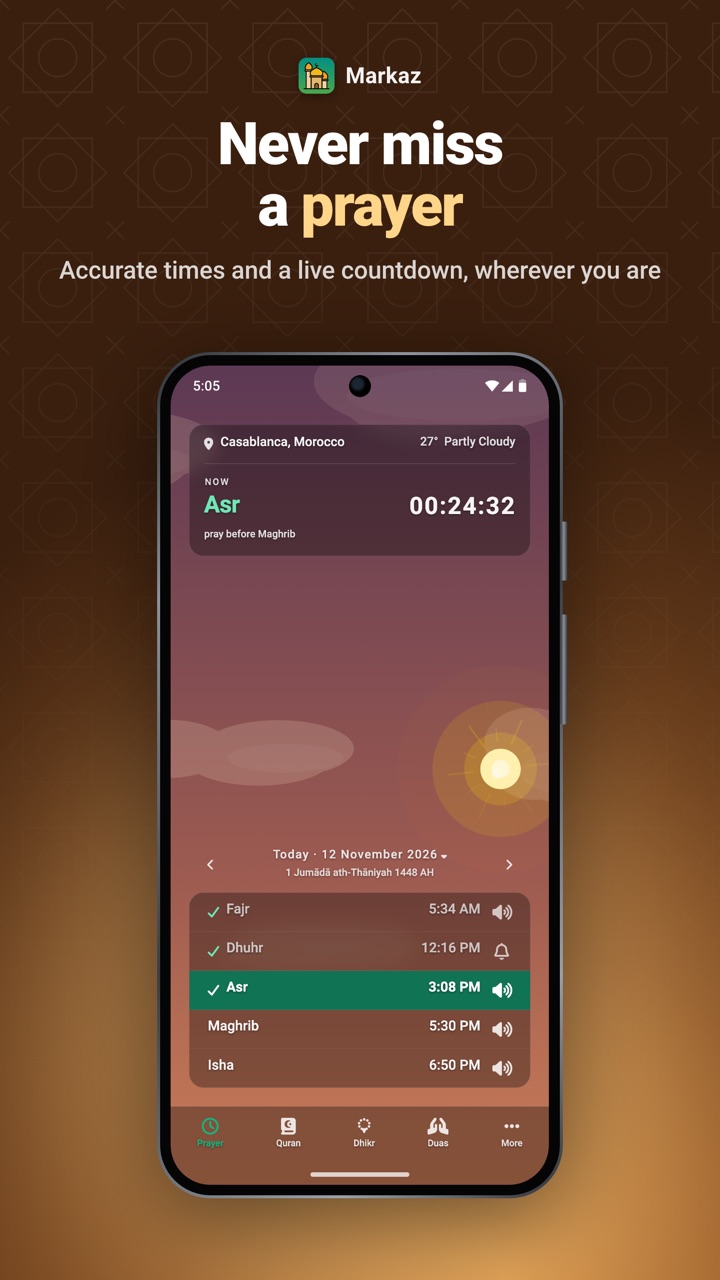 Markaz
Never miss
a prayer
Accurate times and a live countdown, wherever you are
5:05
Casablanca, Morocco 27° Partly Cloudy
NOW
Asr 00:24:32
pray before Maghrib
Today · 12 November 2026
1 Jumādā ath-Thāniyah 1448 AH
Fajr 5:34 AM
Dhuhr 12:16 PM
Asr 3:08 PM
Maghrib 5:30 PM
Isha 6:50 PM
Prayer Quran Dhikr Duas More